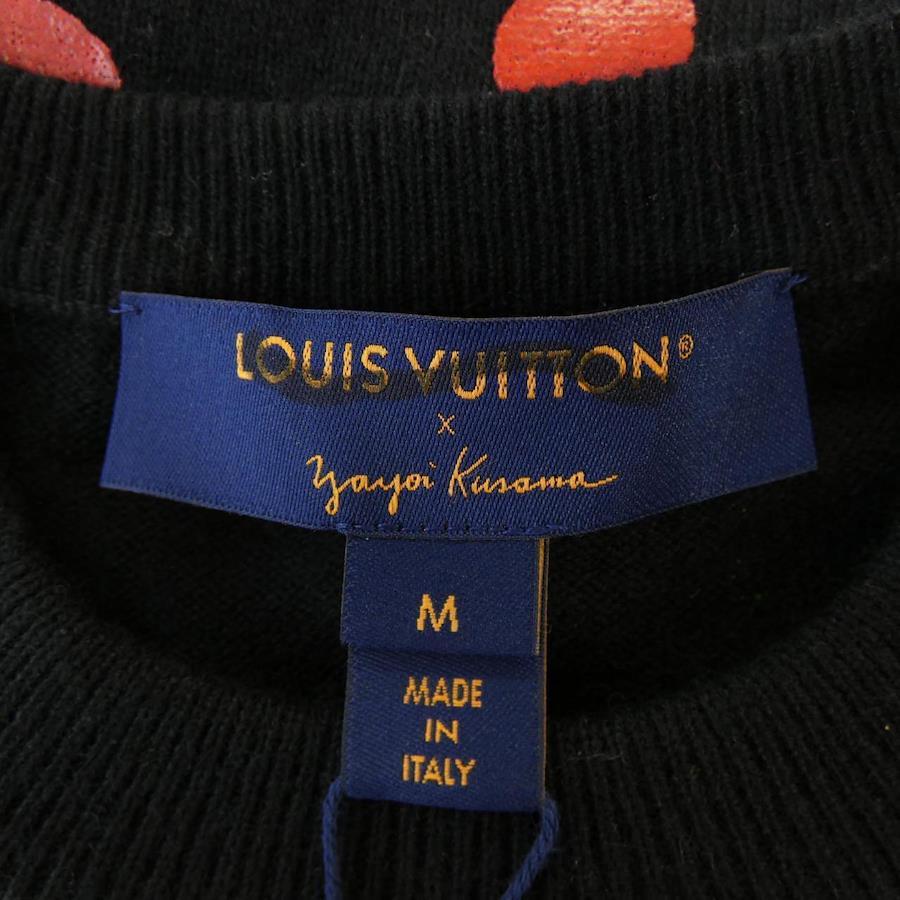 LOUIS VUITTON®
x
Yayoi Kusama
M
MADE
IN
ITALY